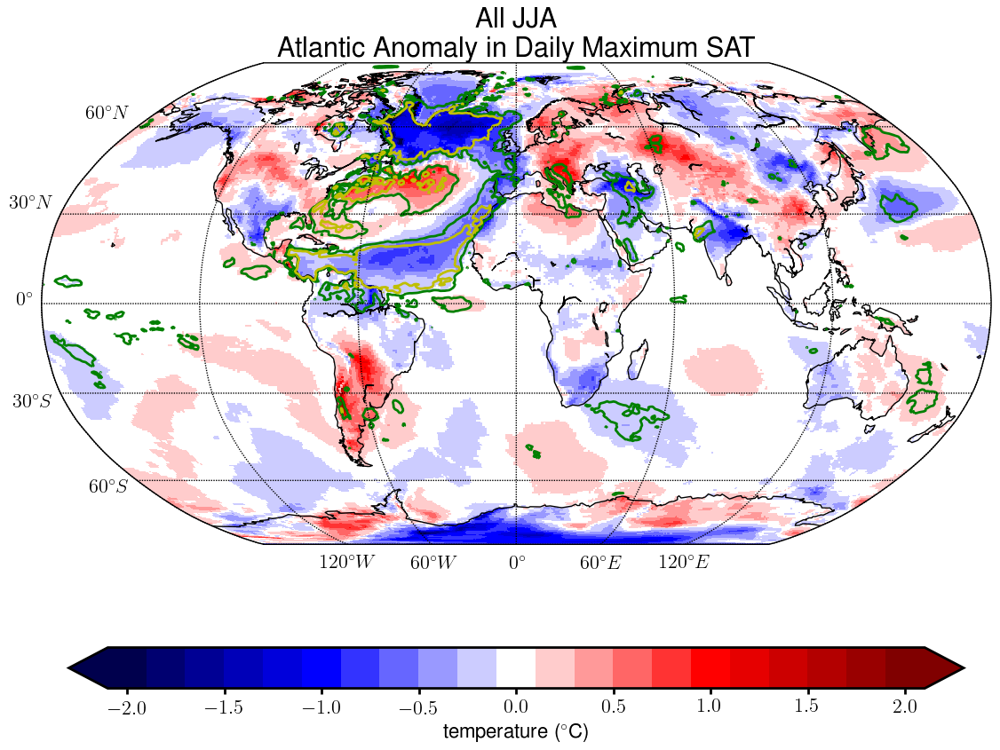 All JJA
Atlantic Anomaly in Daily Maximum SAT
60°N
30°N
0°
30°S
60°S
120°W 60°W 0° 60°E 120°E
−2.0 −1.5 −1.0 −0.5 0.0 0.5 1.0 1.5 2.0
temperature (°C)